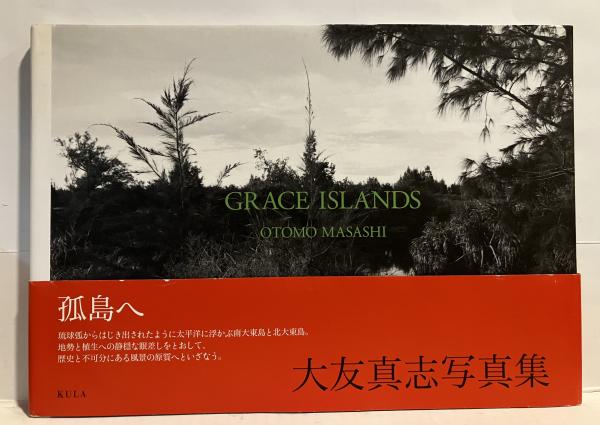 GRACE ISLANDS
OTOMO MASASHI
孤島へ
琉球弧からはじき出されたように太平洋に浮かぶ南大東島と北大東島。
地勢と植生への静穏な眼差しをとおして、
歴史と不可分にある風景の原質へといざなう。
大友真志写真集
KULA